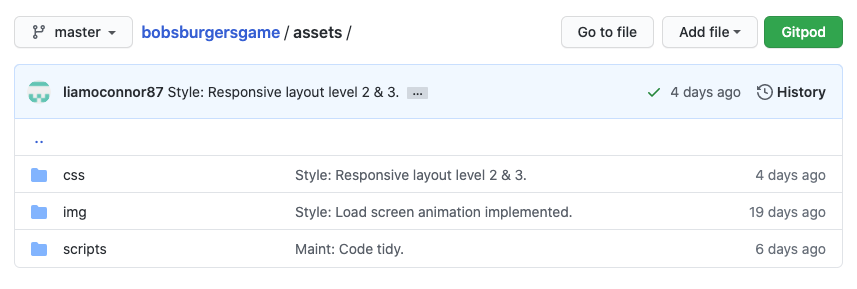 master bobsburgersgame / assets / Go to file Add file Gitpod
liamoconnor87 Style: Responsive layout level 2 & 3. ... 4 days ago History
..
css Style: Responsive layout level 2 & 3. 4 days ago
img Style: Load screen animation implemented. 19 days ago
scripts Maint: Code tidy. 6 days ago